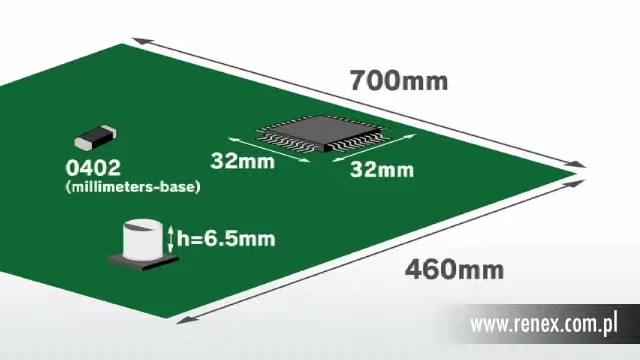 700mm
32mm
32mm
0402
(millimeters-base)
h=6.5mm
460mm
www.renex.com.pl